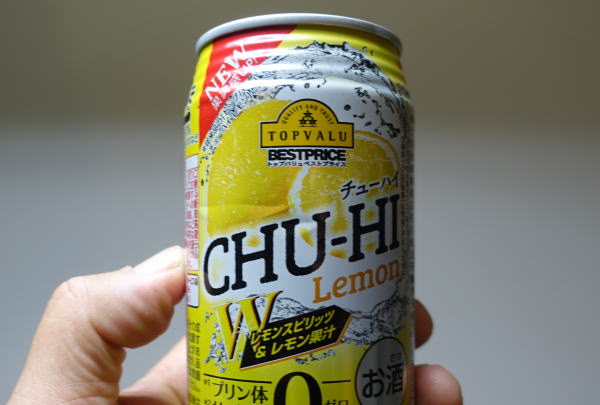 NEW
QUALITY AND TRUST
TOPVALU
BESTPRICE
トップバリュベストプライス
チューハイ
CHU-HI
Lemon
W
レモンスピリッツ
&レモン果汁
プリン体
0
ゼロ
お酒